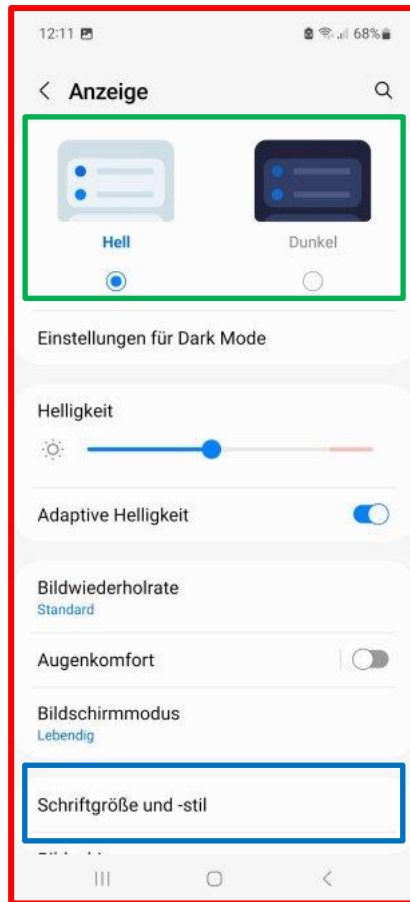 12:11 68%
Anzeige
Hell Dunkel
Einstellungen für Dark Mode
Helligkeit
Adaptive Helligkeit
Bildwiederholrate
Standard
Augenkomfort
Bildschirmmodus
Lebendig
Schriftgröße und -stil